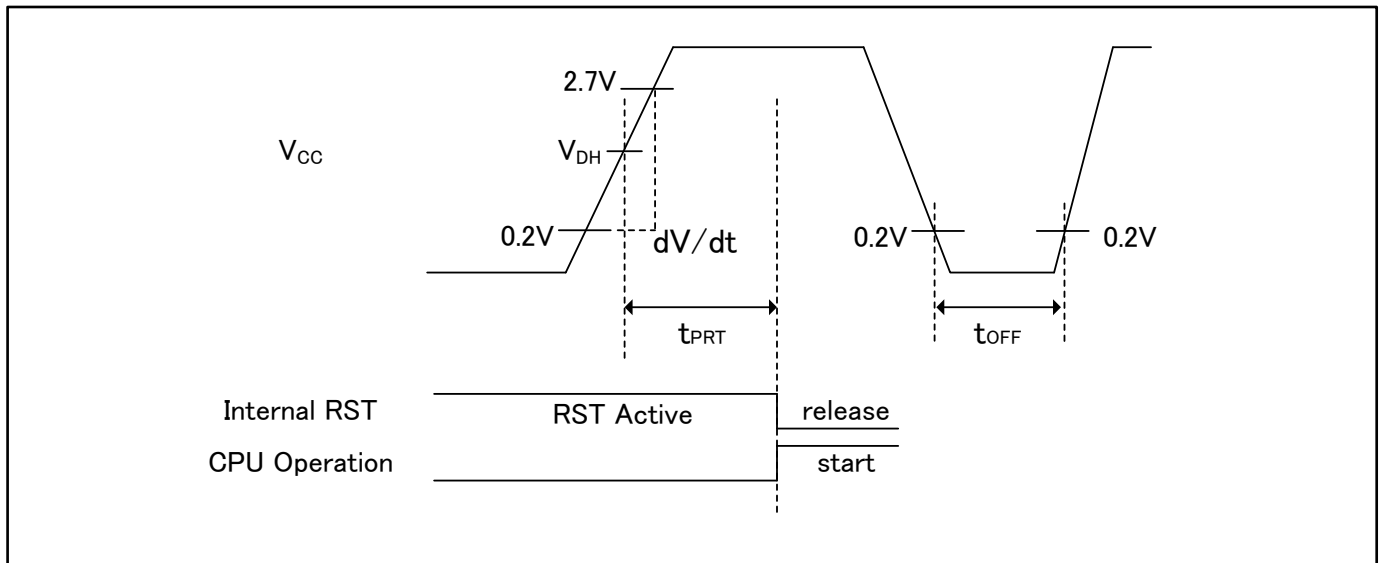 2.7V
VCC
VDH
0.2V
dV/dt
0.2V
0.2V
tPRT
tOFF
Internal RST
RST Active
release
CPU Operation
start